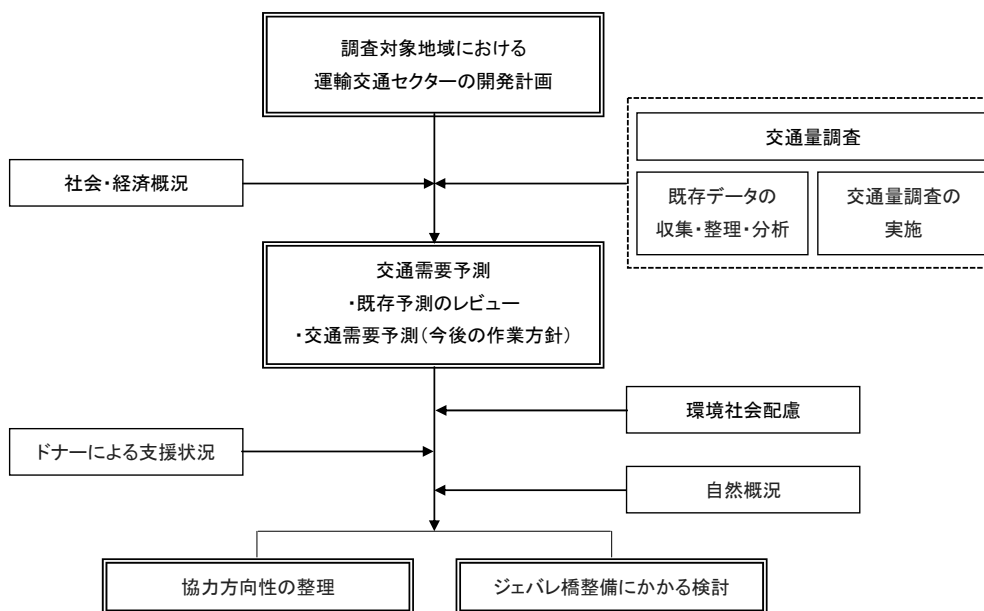 調査対象地域における
運輸交通セクターの開発計画
交通量調査
社会・経済概況
既存データの
収集・整理・分析
交通量調査の
実施
交通需要予測
・既存予測のレビュー
・交通需要予測(今後の作業方針)
環境社会配慮
ドナーによる支援状況
自然概況
協力方向性の整理
ジェバレ橋整備にかかる検討